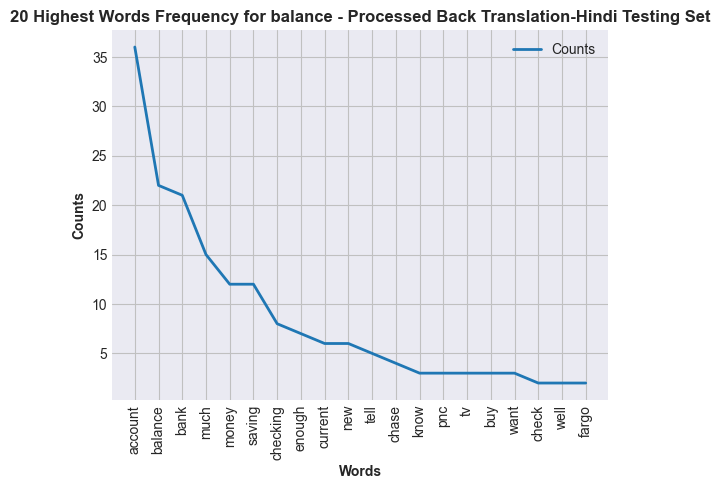 20 Highest Words Frequency for balance - Processed Back Translation-Hindi Testing Set
Counts
35
30
25
20
15
10
5
Counts
account
balance
bank
much
money
saving
checking
enough
current
new
tell
chase
know
pnc
tv
buy
want
check
well
fargo
Words